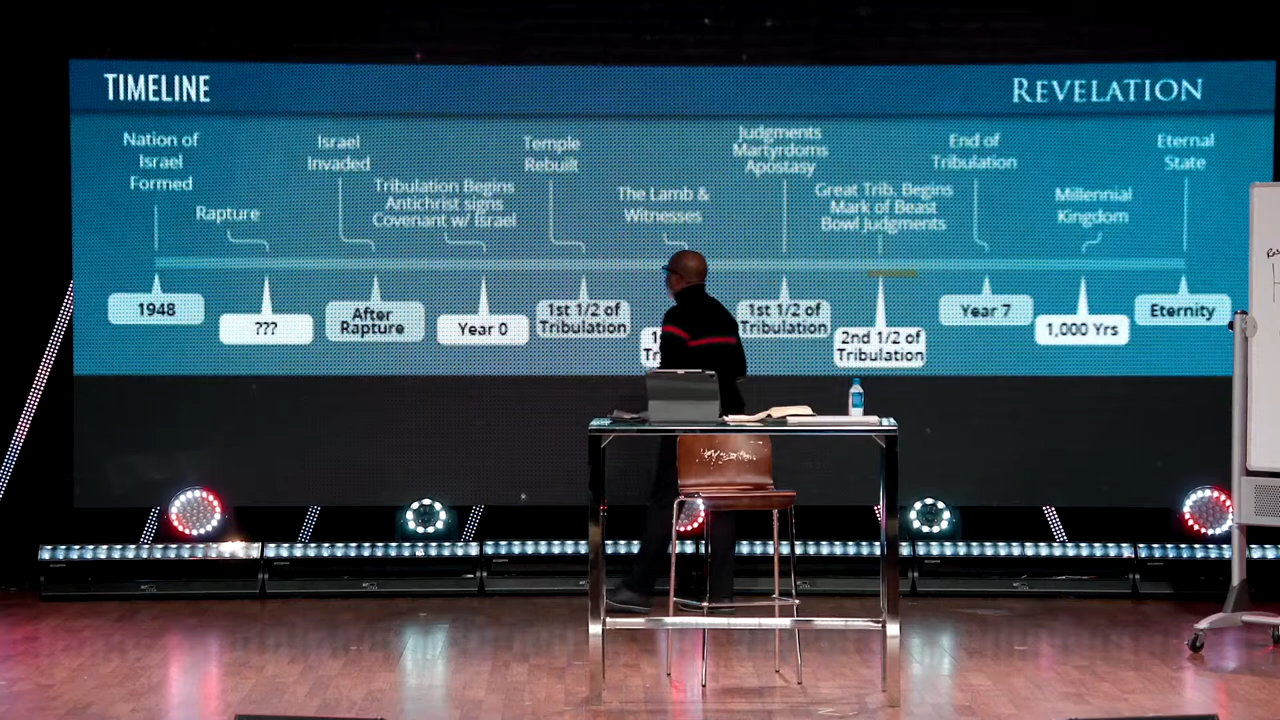 TIMELINE
REVELATION
Nation of
Israel
Formed
Rapture
Israel
Invaded
Tribulation Begins
Antichrist signs
Covenant w/ Israel
Temple
Rebuilt
The Lamb &
Witnesses
Judgments
Martyrdoms
Apostasy
Great Trib. Begins
Mark of Beast
Bowl Judgments
End of
Tribulation
Millennial
Kingdom
Eternal
State
1948
???
After
Rapture
Year 0
1st 1/2 of
Tribulation
1st 1/2 of
Tribulation
2nd 1/2 of
Tribulation
Year 7
1,000 Yrs
Eternity